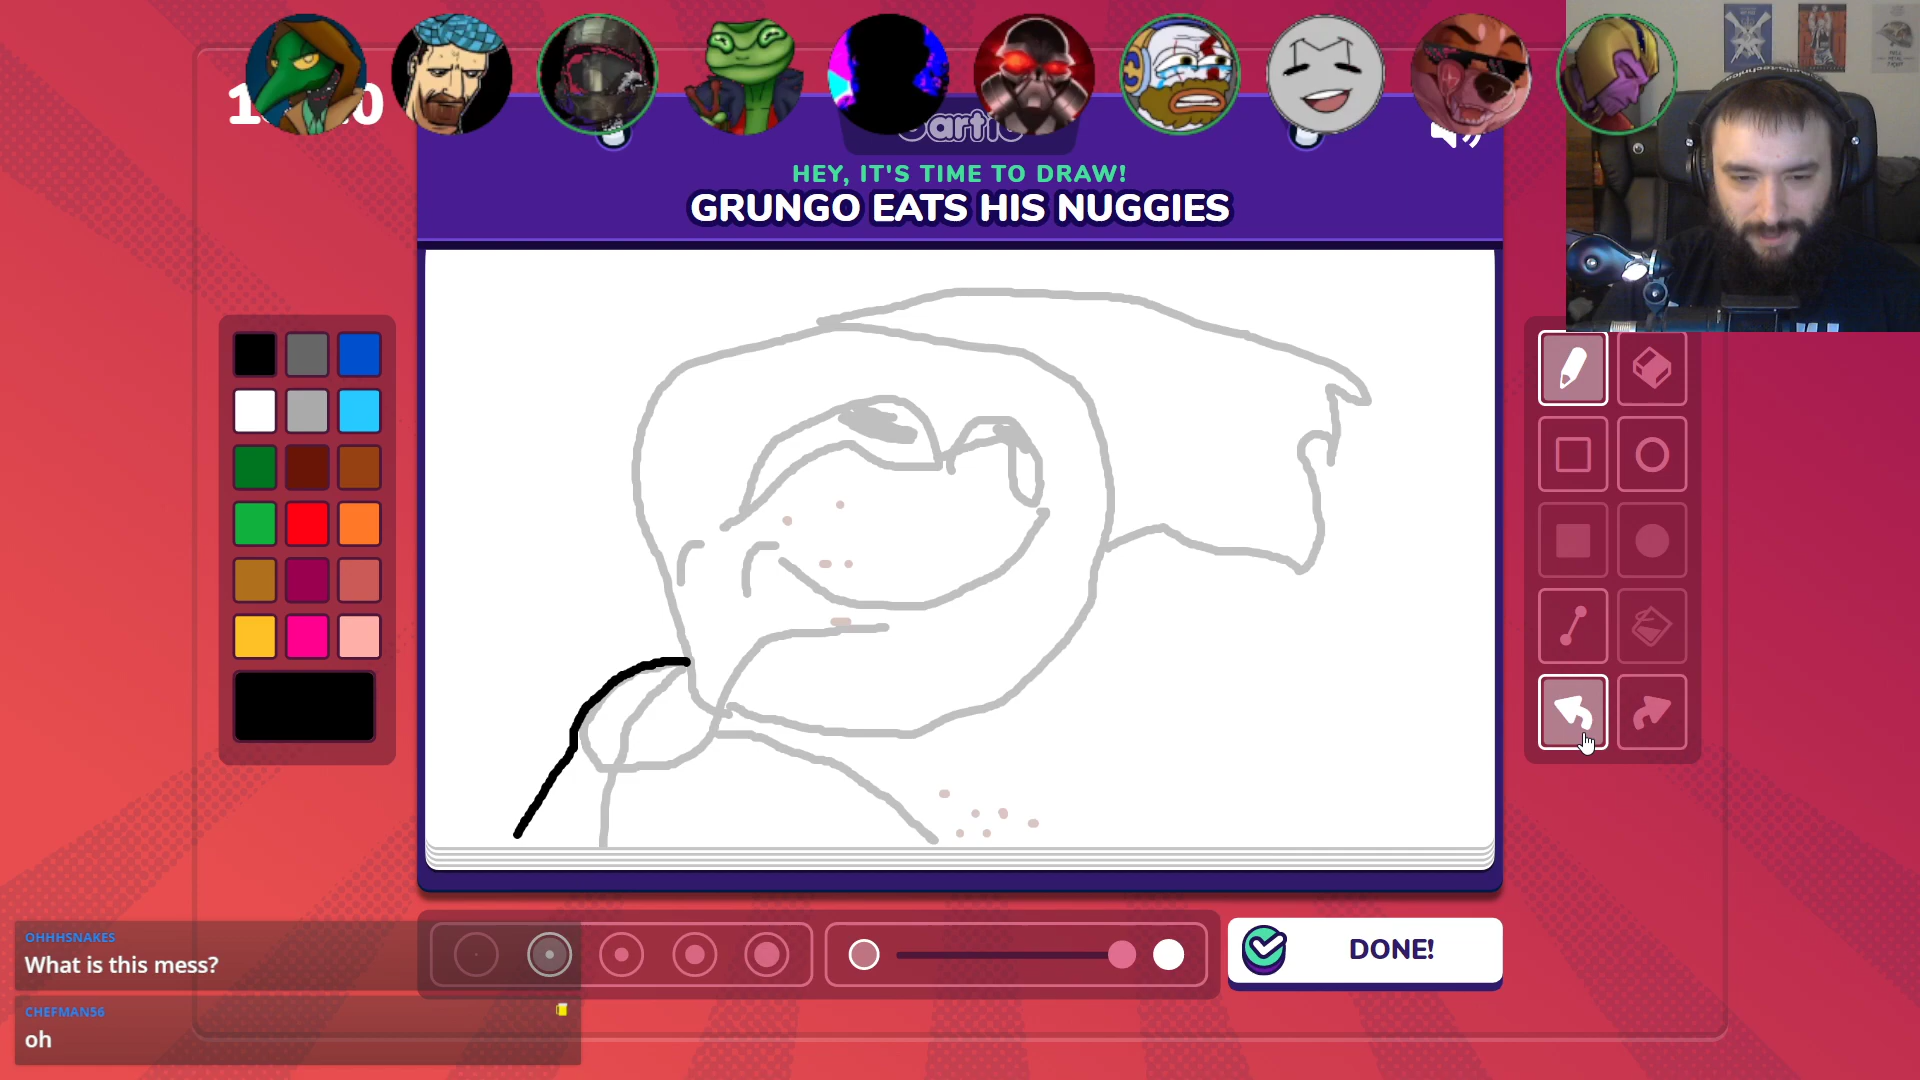 HEY, IT'S TIME TO DRAW!
GRUNGO EATS HIS NUGGIES
OHHHSNAKES
What is this mess?
CHEFMAN56
oh
DONE!